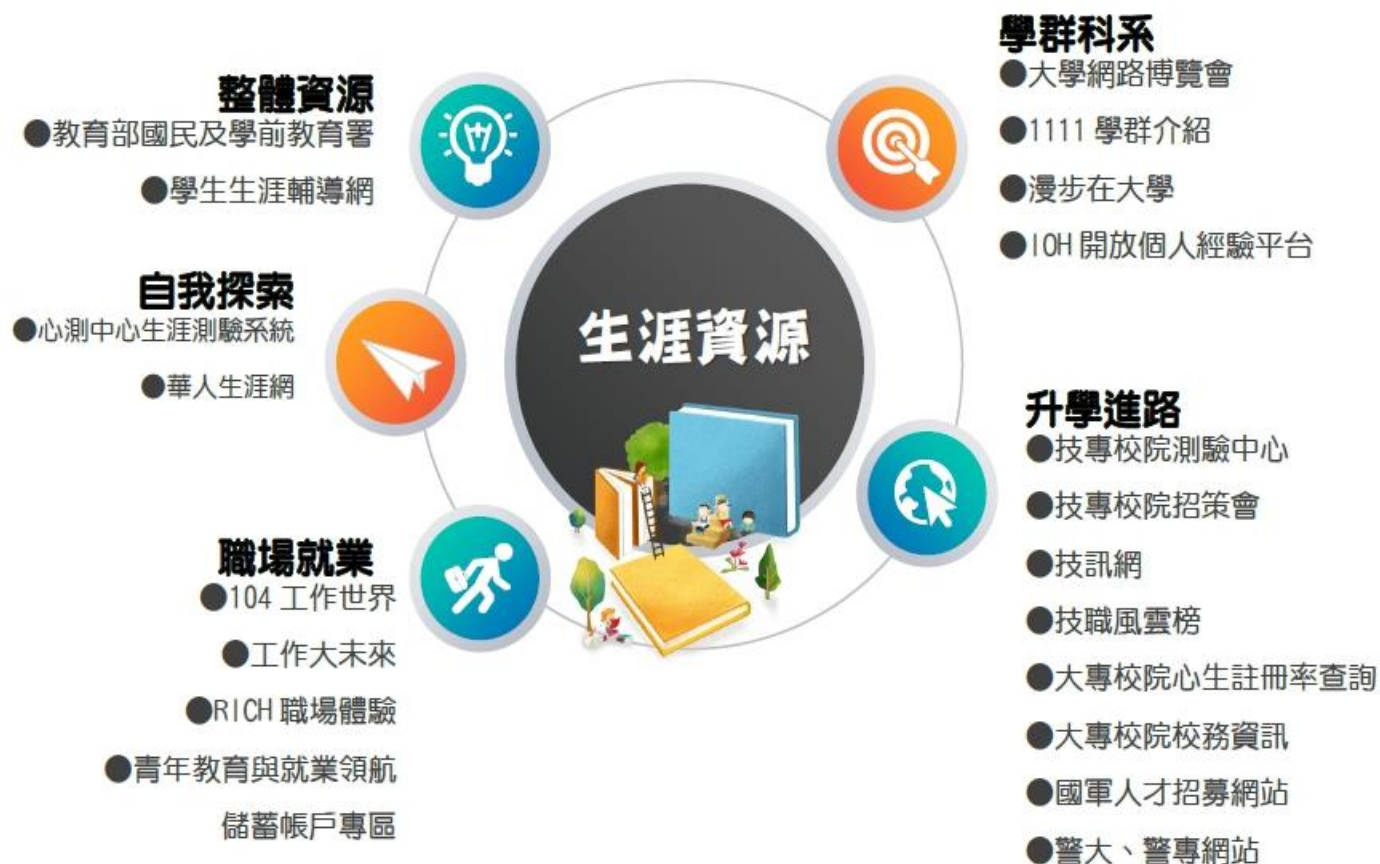 整體資源
●教育部國民及學前教育署
●學生生涯輔導網
自我探索
●心測中心生涯測驗系統
●華人生涯網
職場就業
●104 工作世界
●工作大未來
●RICH 職場體驗
●青年教育與就業領航
儲蓄帳戶專區
生涯資源
學群科系
●大學網路博覽會
●1111 學群介紹
●漫步在大學
●IOH 開放個人經驗平台
升學進路
●技專校院測驗中心
●技專校院招策會
●技訊網
●技職風雲榜
●大專校院心生註冊率查詢
●大專校院校務資訊
●國軍人才招募網站
●警大、警專網站